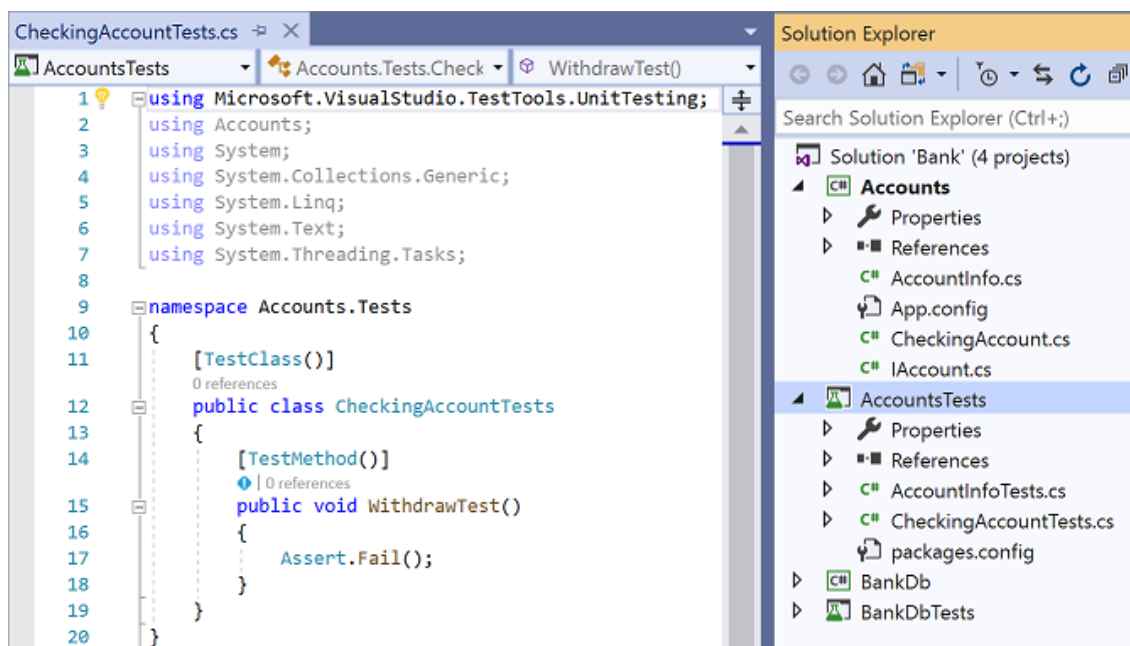 CheckingAccountTests.cs
AccountsTests
Accounts.Tests.Check
WithdrawTest()
1 using Microsoft.VisualStudio.TestTools.UnitTesting;
2 using Accounts;
3 using System;
4 using System.Collections.Generic;
5 using System.Linq;
6 using System.Text;
7 using System.Threading.Tasks;
8
9 namespace Accounts.Tests
10 {
11 [TestClass()]
0 references
12 public class CheckingAccountTests
13 {
14 [TestMethod()]
0 references
15 public void WithdrawTest()
16 {
17 Assert.Fail();
18 }
19 }
20 }
Solution Explorer
Search Solution Explorer (Ctrl+;)
Solution 'Bank' (4 projects)
C# Accounts
Properties
References
C# AccountInfo.cs
App.config
C# CheckingAccount.cs
C# IAccount.cs
AccountsTests
Properties
References
C# AccountInfoTests.cs
C# CheckingAccountTests.cs
packages.config
C# BankDb
BankDbTests